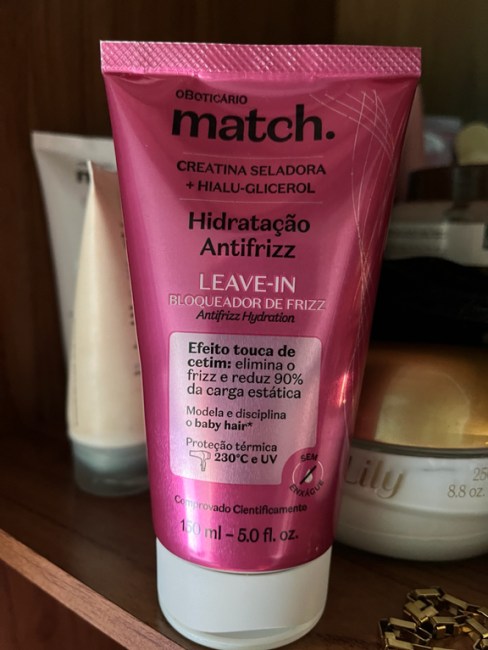 oBOTICÁRIO
match.
CREATINA SELADORA
+ HIALU-GLICEROL
Hidratação
Antifrizz
LEAVE-IN
BLOQUEADOR DE FRIZZ
Antifrizz Hydration
Efeito touca de
cetim: elimina o
frizz e reduz 90%
da carga estática
Modela e disciplina
o baby hair*
Proteção térmica
230°C e UV
SEM
ENXÁGUE
Comprovado Cientificamento
150 ml – 5.0 fl. oz.
Lily
8.8 oz.